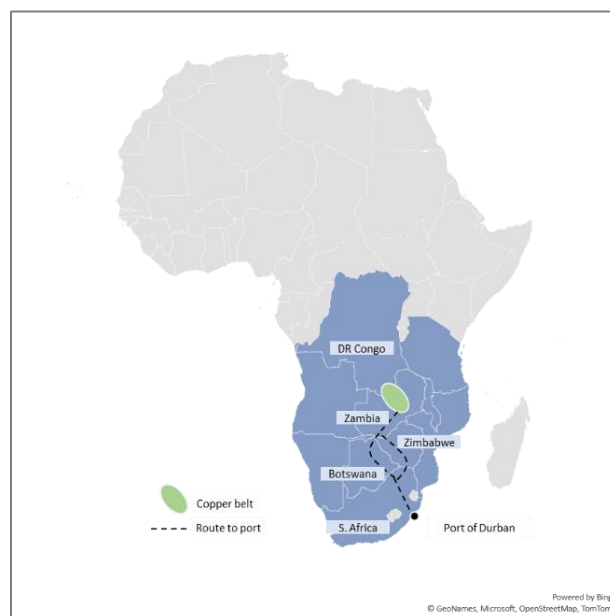 DR Congo
Zambia
Zimbabwe
Botswana
Copper belt
Route to port
S. Africa
Port of Durban
Powered by Bing
© GeoNames, Microsoft, OpenStreetMap, TomTom